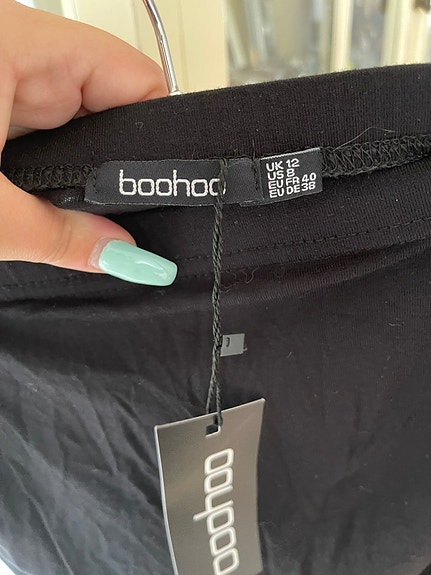 boohoo
UK 12
US 8
EU FR 40
EU DE 38
boohoo